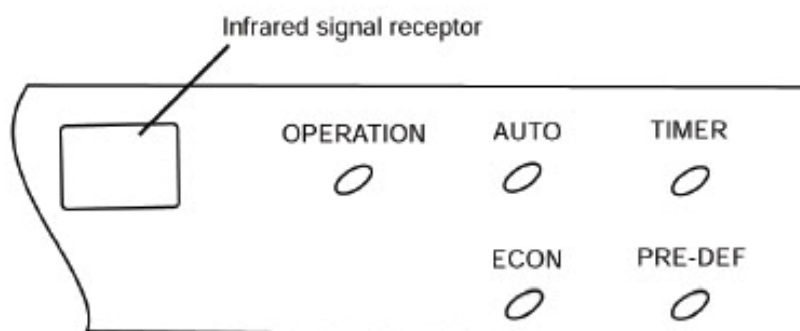 Infrared signal receptor
OPERATION AUTO TIMER
ECON PRE-DEF